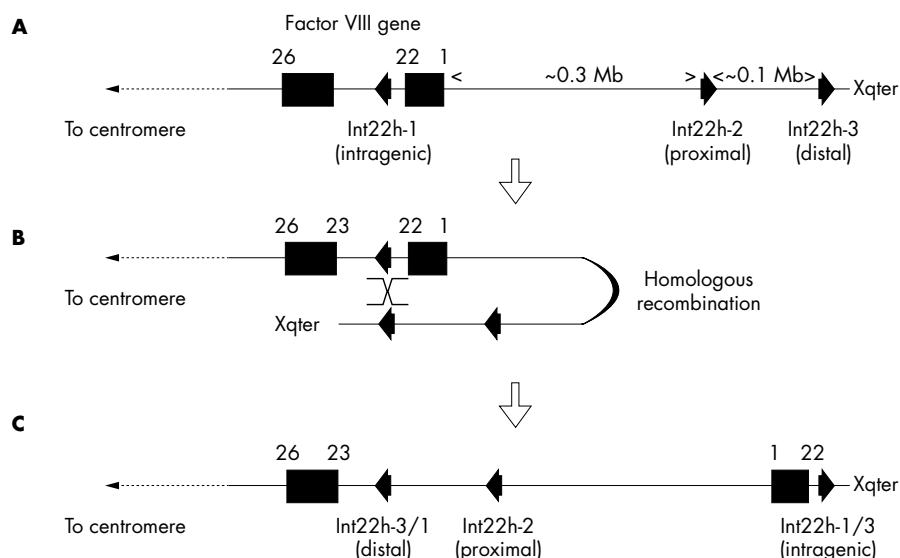 Factor VIII gene
A
26 22 1
< ~0.3 Mb > <~0.1 Mb>
Xqter
To centromere
Int22h-1
(intragenic)
Int22h-2
(proximal)
Int22h-3
(distal)
B
26 23 22 1
To centromere
Xqter
Homologous
recombination
C
26 23 1 22
Xqter
To centromere
Int22h-3/1
(distal)
Int22h-2
(proximal)
Int22h-1/3
(intragenic)